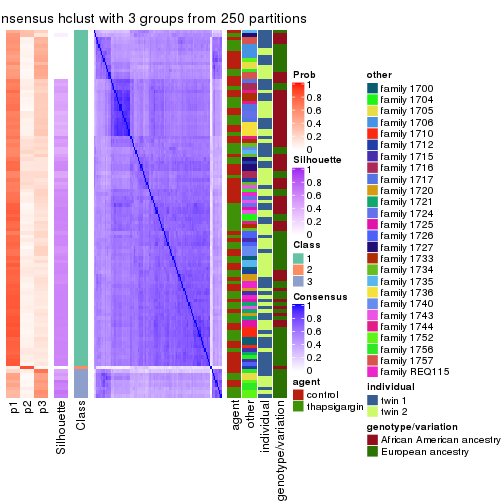 nsensus hclust with 3 groups from 250 partitions
p1
p2
p3
Silhouette
Class
agent
other
individual
genotype/variation
Prob
1
0.8
0.6
0.4
0.2
0
Silhouette
1
0.8
0.6
0.4
0.2
0
Class
1
2
3
Consensus
1
0.8
0.6
0.4
0.2
0
agent
control
thapsigargin
other
family 1700
family 1704
family 1705
family 1706
family 1710
family 1712
family 1715
family 1716
family 1717
family 1720
family 1721
family 1724
family 1725
family 1726
family 1727
family 1733
family 1734
family 1735
family 1736
family 1740
family 1743
family 1744
family 1752
family 1756
family 1757
family REQ115
individual
twin 1
twin 2
genotype/variation
African American ancestry
European ancestry